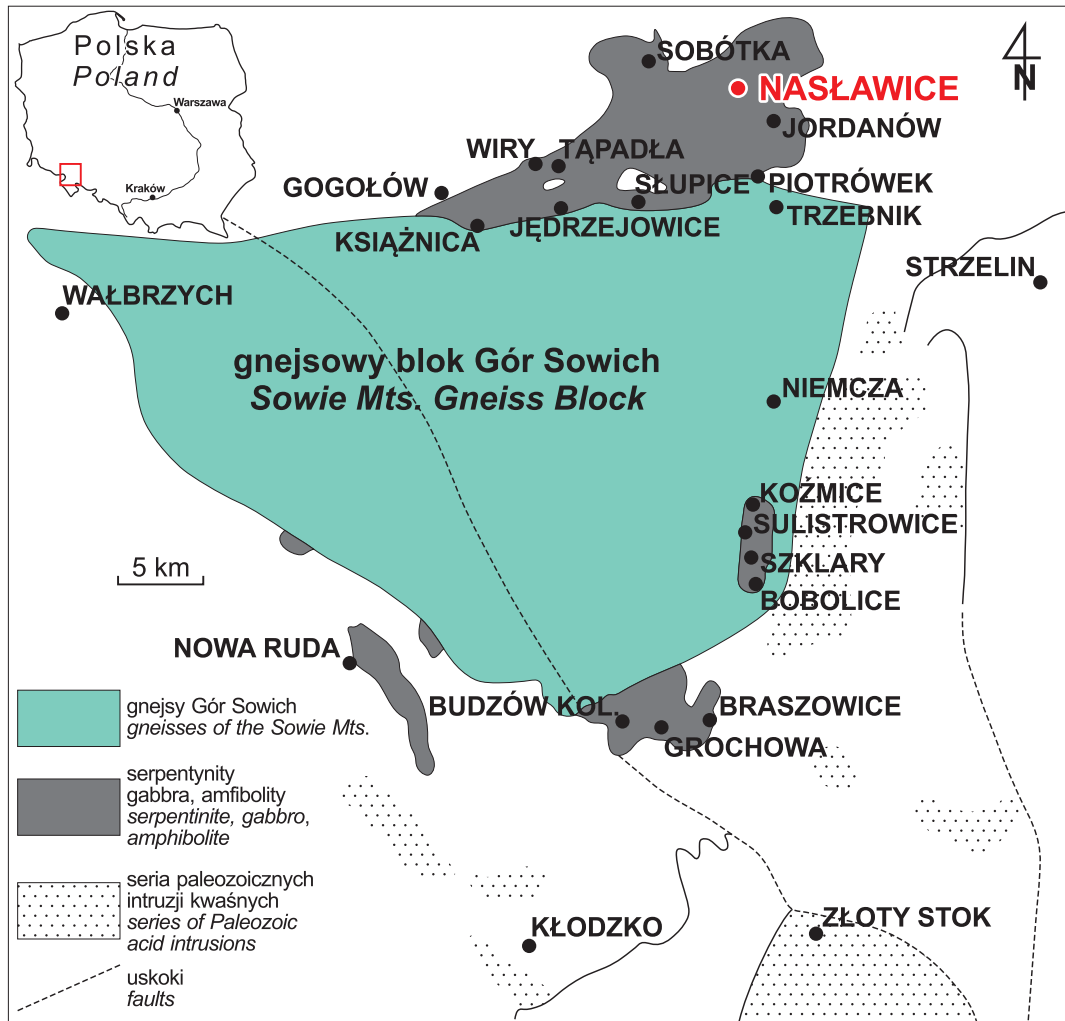 Polska
Poland
Warszawa
Kraków
N
SOBÓTKA
NASŁAWICE
JORDANÓW
WIRY
TĄPADŁA
GOGOŁÓW
SŁUPICE
PIOTRÓWEK
TRZEBNIK
KSIĄŻNICA
JĘDRZEJOWICE
STRZELIN
WAŁBRZYCH
gnejsowy blok Gór Sowich
Sowie Mts. Gneiss Block
NIEMCZA
KOŹMICE
SULISTROWICE
SZKLARY
BOBOLICE
5 km
NOWA RUDA
BUDZÓW KOL.
BRASZOWICE
GROCHOWA
KŁODZKO
ZŁOTY STOK
gnejsy Gór Sowich
gneisses of the Sowie Mts.
serpentynity
gabbra, amfibolity
serpentinite, gabbro,
amphibolite
seria paleozoicznych
intruzji kwaśnych
series of Paleozoic
acid intrusions
uskoki
faults